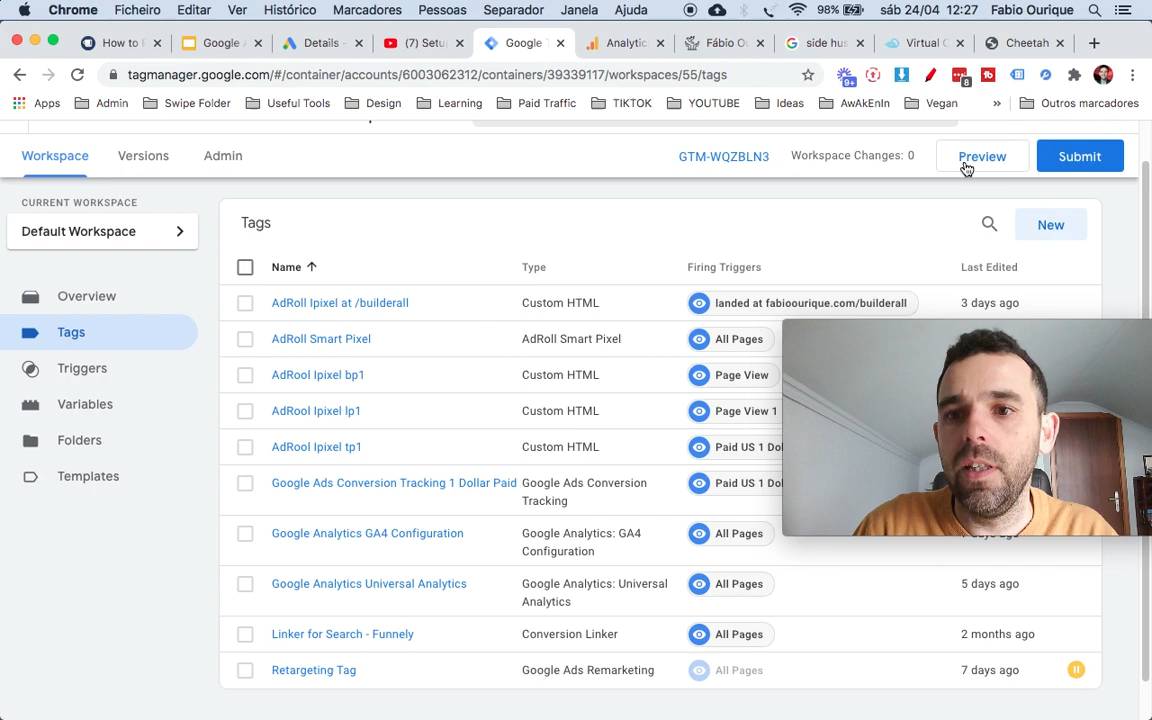 Chrome Ficheiro Editar Ver Histórico Marcadores Pessoas Separador Janela Ajuda 98% sáb 24/04 12:27 Fabio Ourique
How to Google Details - (7) Setu Google Analytic Fábio Ou side hus Virtual C Cheetah
tagmanager.google.com/#/container/accounts/6003062312/containers/39339117/workspaces/55/tags 9+ 8
Apps Admin Swipe Folder Useful Tools Design Learning Paid Traffic TIKTOK YOUTUBE Ideas AwAkEnIn Vegan » Outros marcadores
Workspace Versions Admin GTM-WQZBLN3 Workspace Changes: 0 Preview Submit
CURRENT WORKSPACE
Default Workspace
Overview
Tags
Triggers
Variables
Folders
Templates
Tags New
Name Type Firing Triggers Last Edited
AdRoll Ipixel at /builderall Custom HTML landed at fabioourique.com/builderall 3 days ago
AdRoll Smart Pixel AdRoll Smart Pixel All Pages
AdRool Ipixel bp1 Custom HTML Page View
AdRool Ipixel lp1 Custom HTML Page View 1
AdRool Ipixel tp1 Custom HTML Paid US 1 Dol
Google Ads Conversion Tracking 1 Dollar Paid Google Ads Conversion Paid US 1 Dol
Tracking
Google Analytics GA4 Configuration Google Analytics: GA4 All Pages days ago
Configuration
Google Analytics Universal Analytics Google Analytics: Universal All Pages 5 days ago
Analytics
Linker for Search - Funnely Conversion Linker All Pages 2 months ago
Retargeting Tag Google Ads Remarketing All Pages 7 days ago